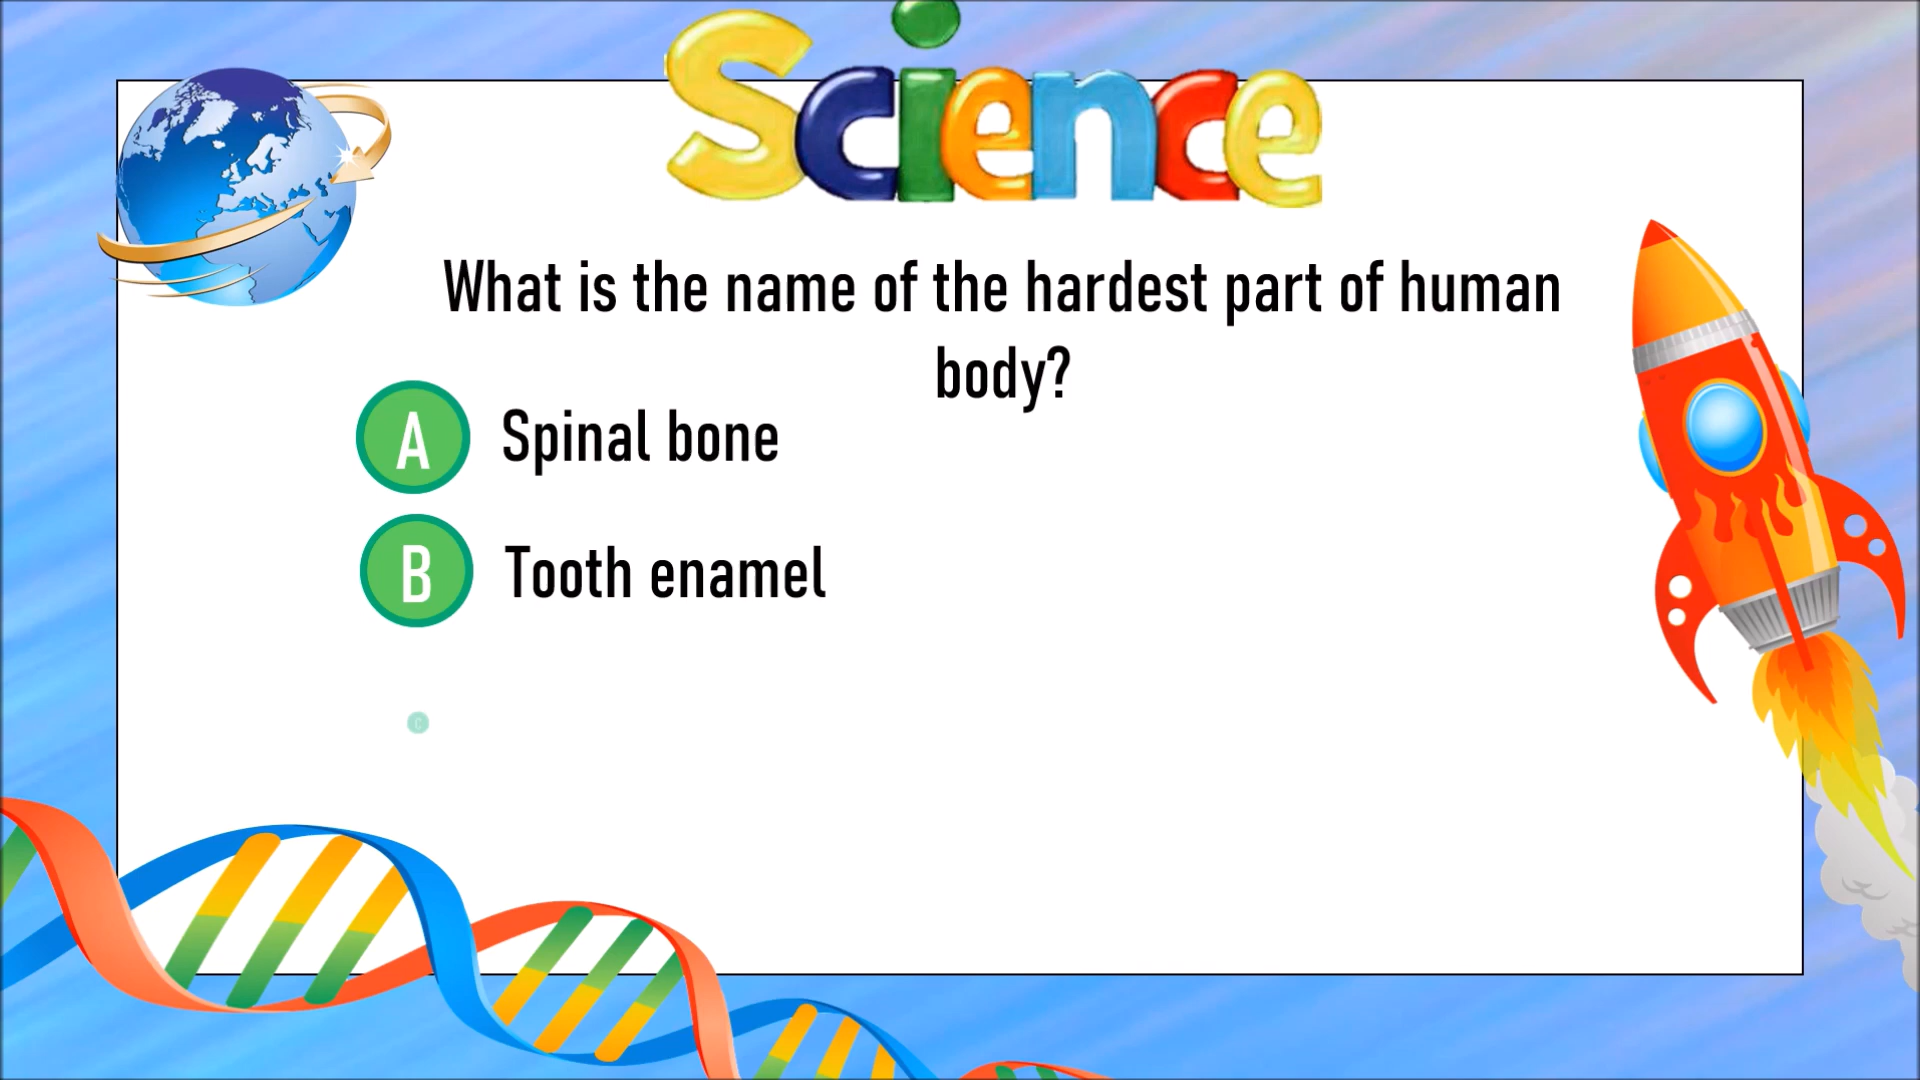 Science
What is the name of the hardest part of human
body?
A Spinal bone
B Tooth enamel
C